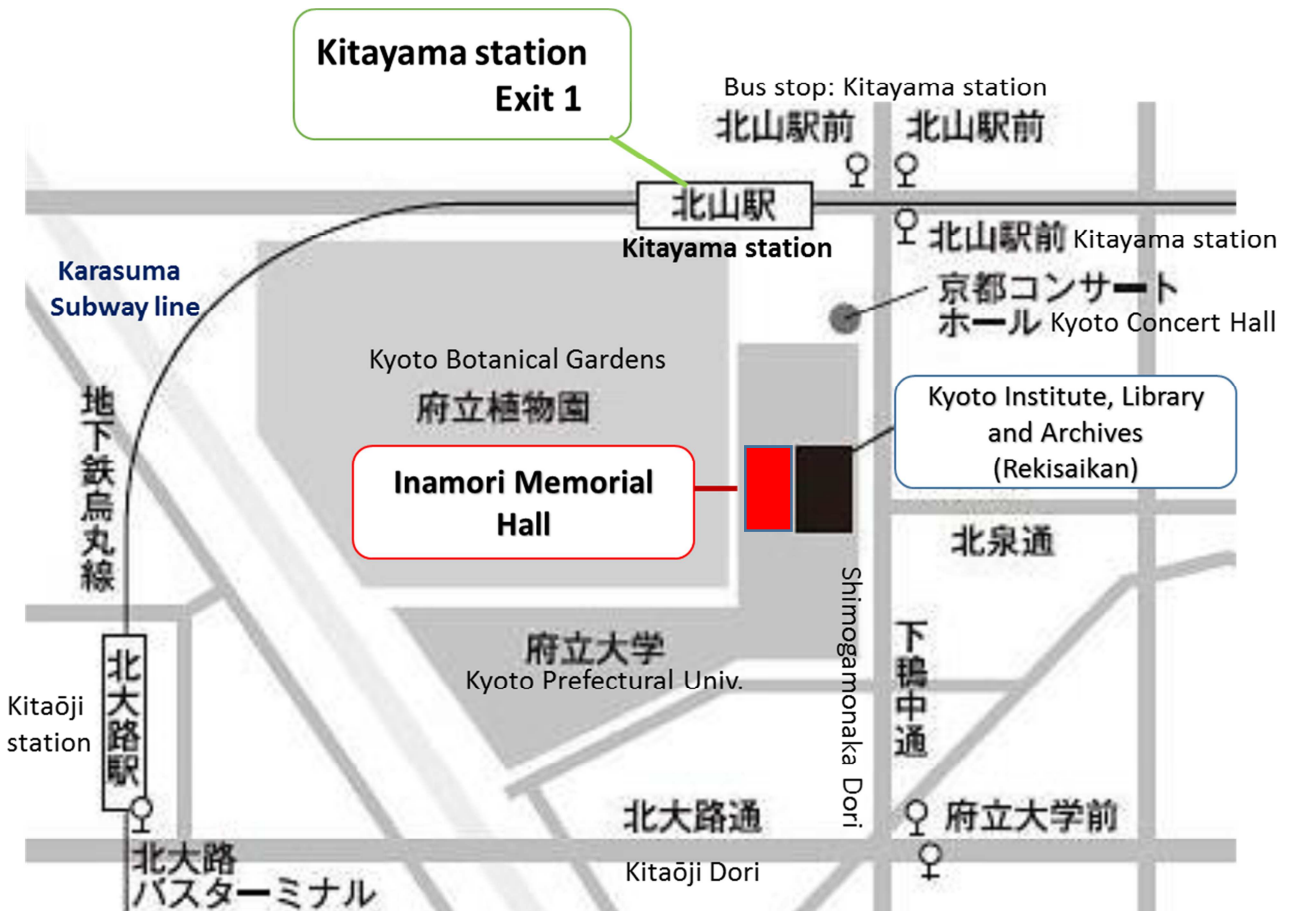 Kitayama station
Exit 1
Bus stop: Kitayama station
北山駅前
北山駅前
北山駅
Kitayama station
北山駅前 Kitayama station
京都コンサート
ホール Kyoto Concert Hall
Karasuma
Subway line
地下鉄烏丸線
Kyoto Botanical Gardens
府立植物園
Kyoto Institute, Library
and Archives
(Rekisaikan)
Inamori Memorial
Hall
北泉通
Shimogamonaka Dori
下鴨中通
府立大学
Kyoto Prefectural Univ.
Kitaōji
station
北大路駅
北大路通
府立大学前
北大路
バスターミナル
Kitaōji Dori